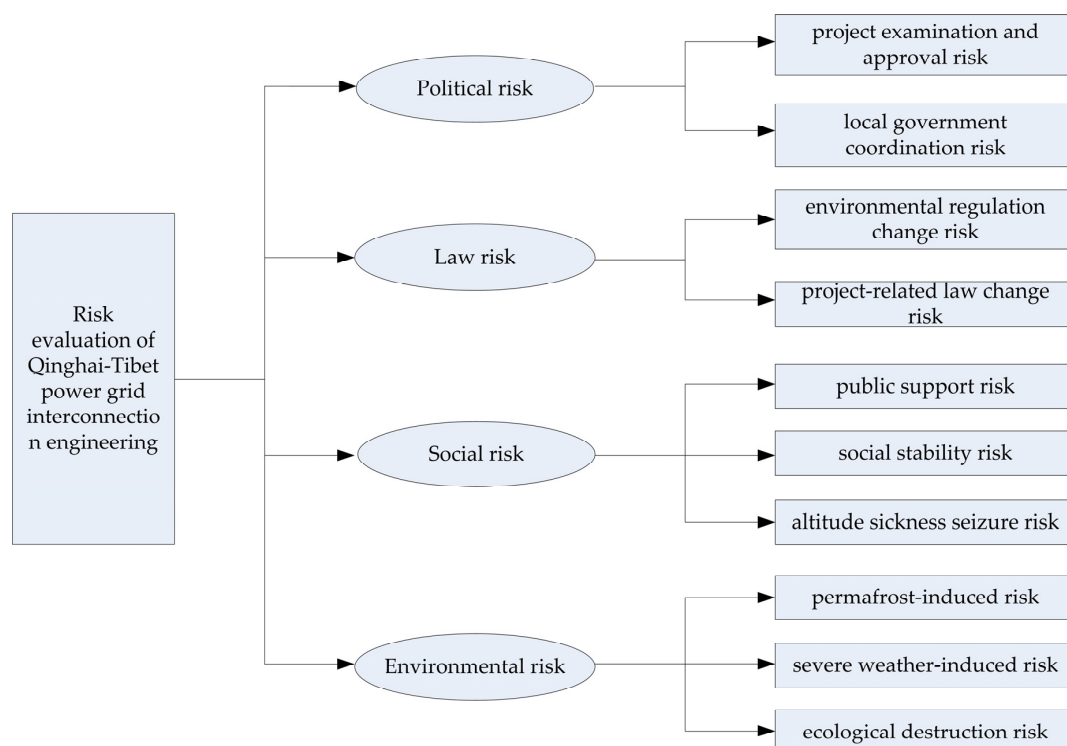 Risk
evaluation of
Qinghai-Tibet
power grid
interconnectio
n engineering
Political risk
project examination and
approval risk
local government
coordination risk
Law risk
environmental regulation
change risk
project-related law change
risk
Social risk
public support risk
social stability risk
altitude sickness seizure risk
Environmental risk
permafrost-induced risk
severe weather-induced risk
ecological destruction risk